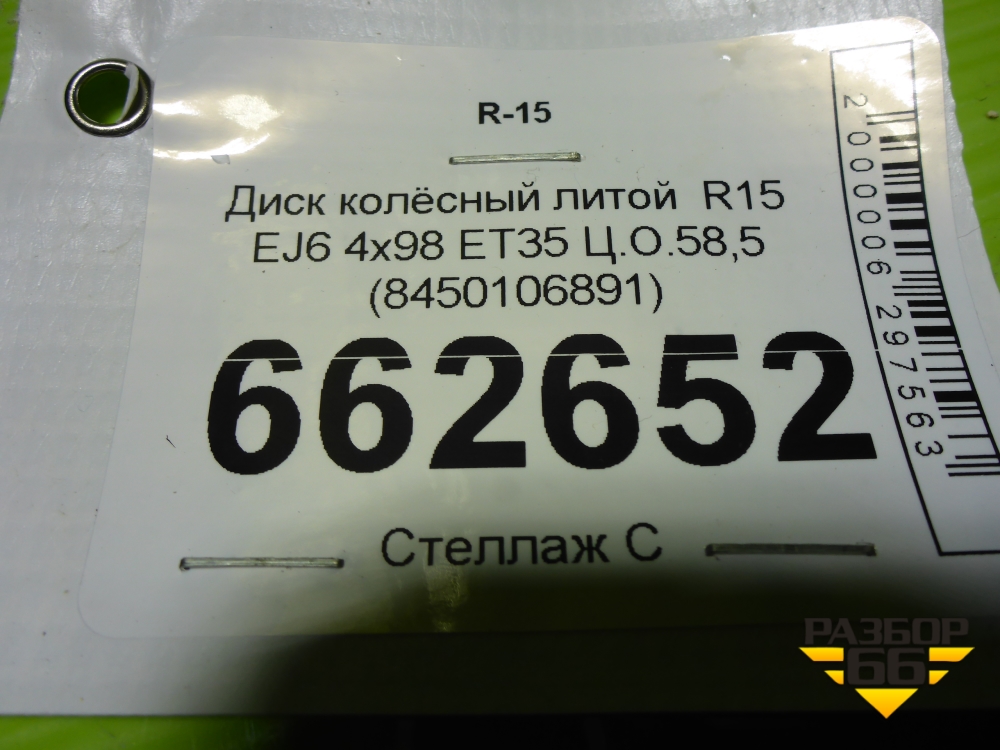 R-15
Диск колёсный литой R15
EJ6 4x98 ET35 Ц.О.58,5
(8450106891)
662652
Стеллаж С
2000006297563
РАЗБОР
66